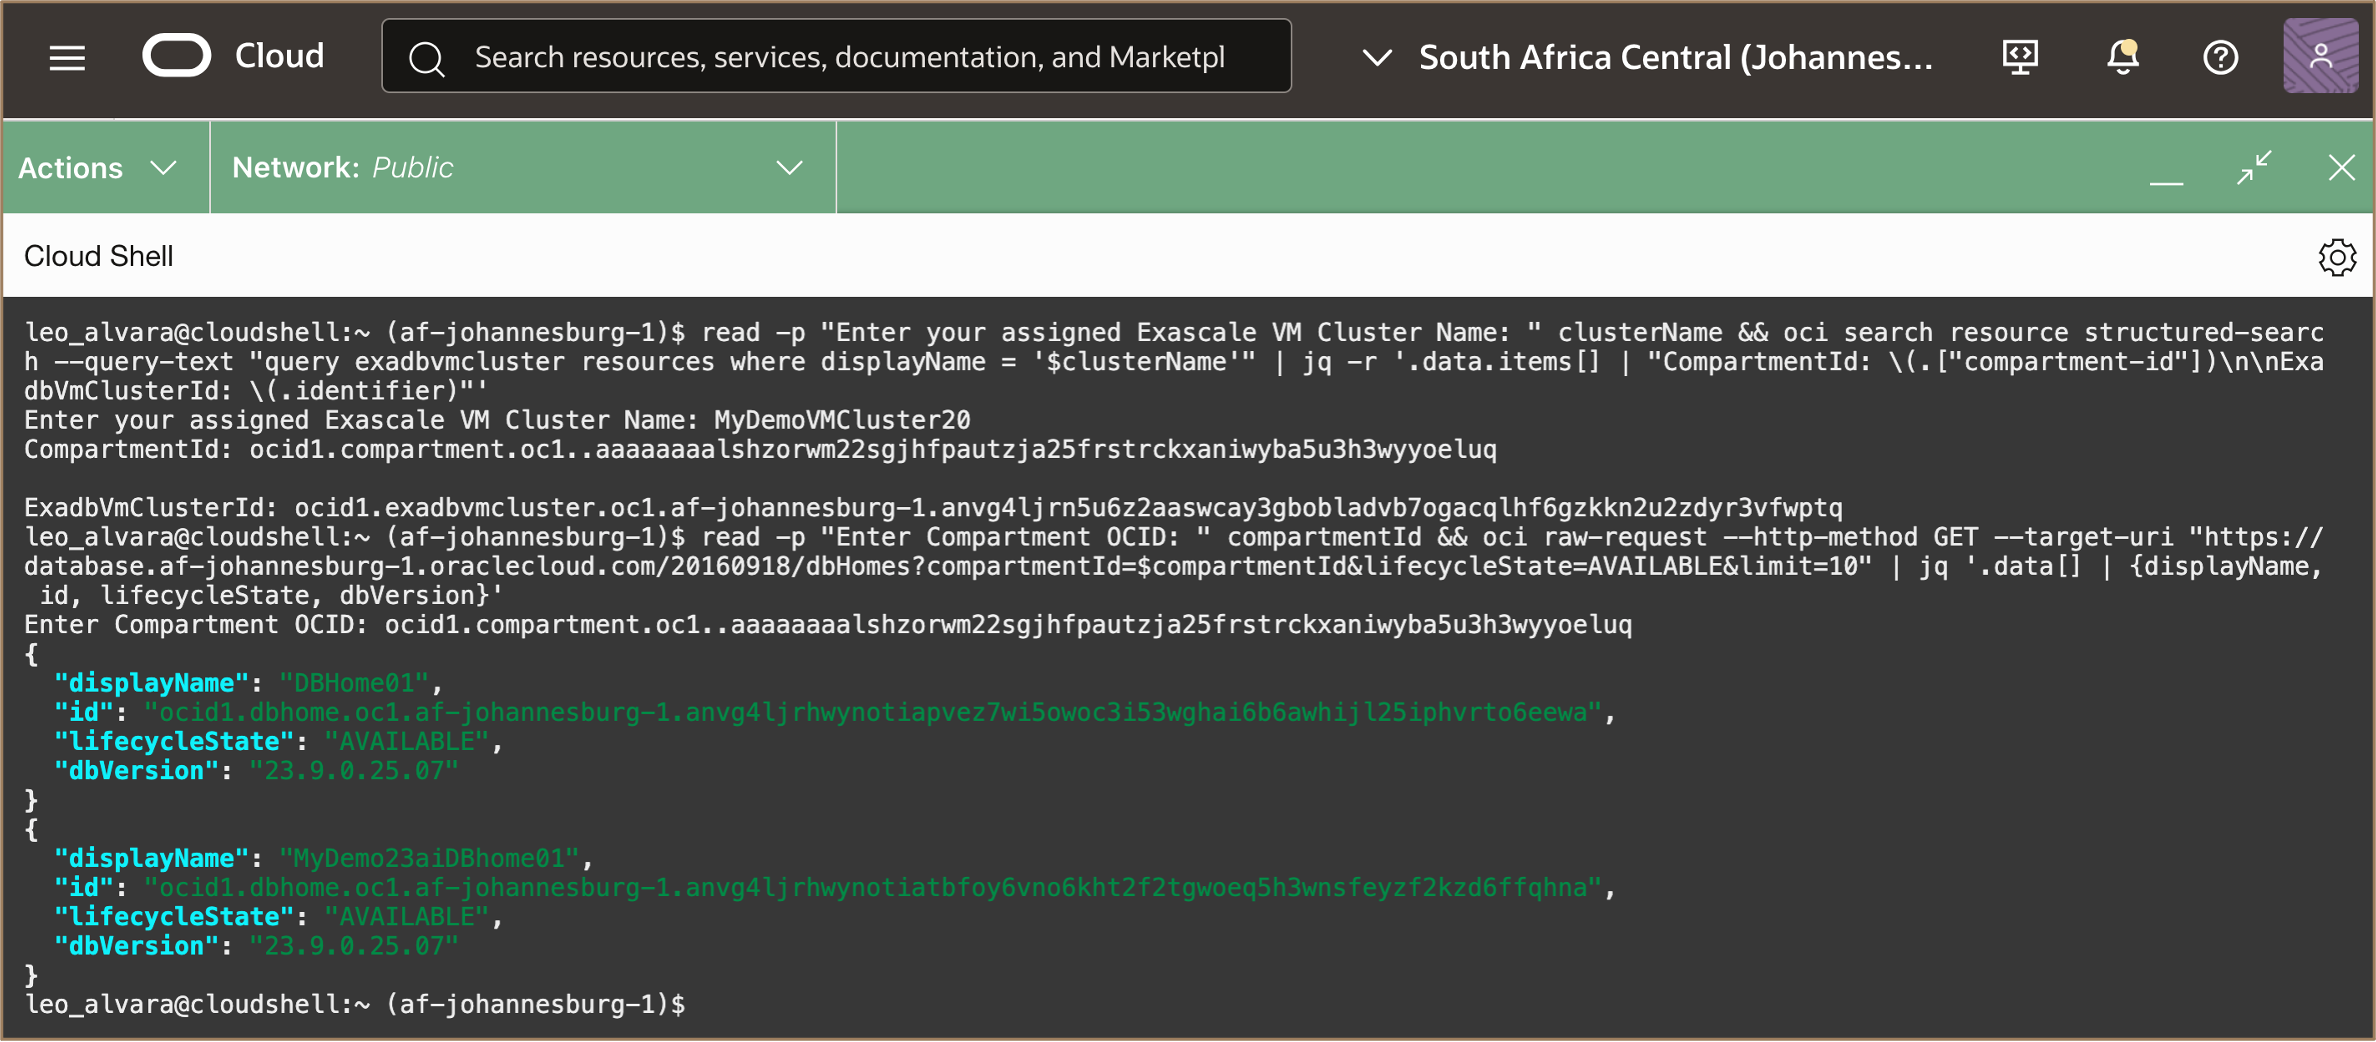 Cloud
Search resources, services, documentation, and Marketpl
South Africa Central (Johannes...
Actions
Network: Public
Cloud Shell
leo_alvara@cloudshell:~ (af-johannesburg-1)$ read -p "Enter your assigned Exascale VM Cluster Name: " clusterName && oci search resource structured-searc
h --query-text "query exadbvmcluster resources where displayName = '$clusterName'" | jq -r '.data.items[] | "CompartmentId: \(.["compartment-id"])\n\nExa
dbVmClusterId: \(.identifier)"'
Enter your assigned Exascale VM Cluster Name: MyDemoVMCluster20
CompartmentId: ocid1.compartment.oc1..aaaaaaaalshzorwm22sgjhfpautzja25frstrckxaniwyba5u3h3wyyoeluq
ExadbVmClusterId: ocid1.exadbvmcluster.oc1.af-johannesburg-1.anvg4ljrn5u6z2aaswcay3gbobladvb7ogacqlhf6gzkkn2u2zdyr3vfwptq
leo_alvara@cloudshell:~ (af-johannesburg-1)$ read -p "Enter Compartment OCID: " compartmentId && oci raw-request --http-method GET --target-uri "https://
database.af-johannesburg-1.oraclecloud.com/20160918/dbHomes?compartmentId=$compartmentId&lifecycleState=AVAILABLE&limit=10" | jq '.data[] | {displayName,
 id, lifecycleState, dbVersion}'
Enter Compartment OCID: ocid1.compartment.oc1..aaaaaaaalshzorwm22sgjhfpautzja25frstrckxaniwyba5u3h3wyyoeluq
{
  "displayName": "DBHome01",
  "id": "ocid1.dbhome.oc1.af-johannesburg-1.anvg4ljrhwynotiapvez7wi5owoc3i53wghai6b6awhijl25iphvrto6eewa",
  "lifecycleState": "AVAILABLE",
  "dbVersion": "23.9.0.25.07"
}
{
  "displayName": "MyDemo23aiDBhome01",
  "id": "ocid1.dbhome.oc1.af-johannesburg-1.anvg4ljrhwynotiatbfoy6vno6kht2f2tgwoeq5h3wnsfeyzf2kzd6ffqhna",
  "lifecycleState": "AVAILABLE",
  "dbVersion": "23.9.0.25.07"
}
leo_alvara@cloudshell:~ (af-johannesburg-1)$